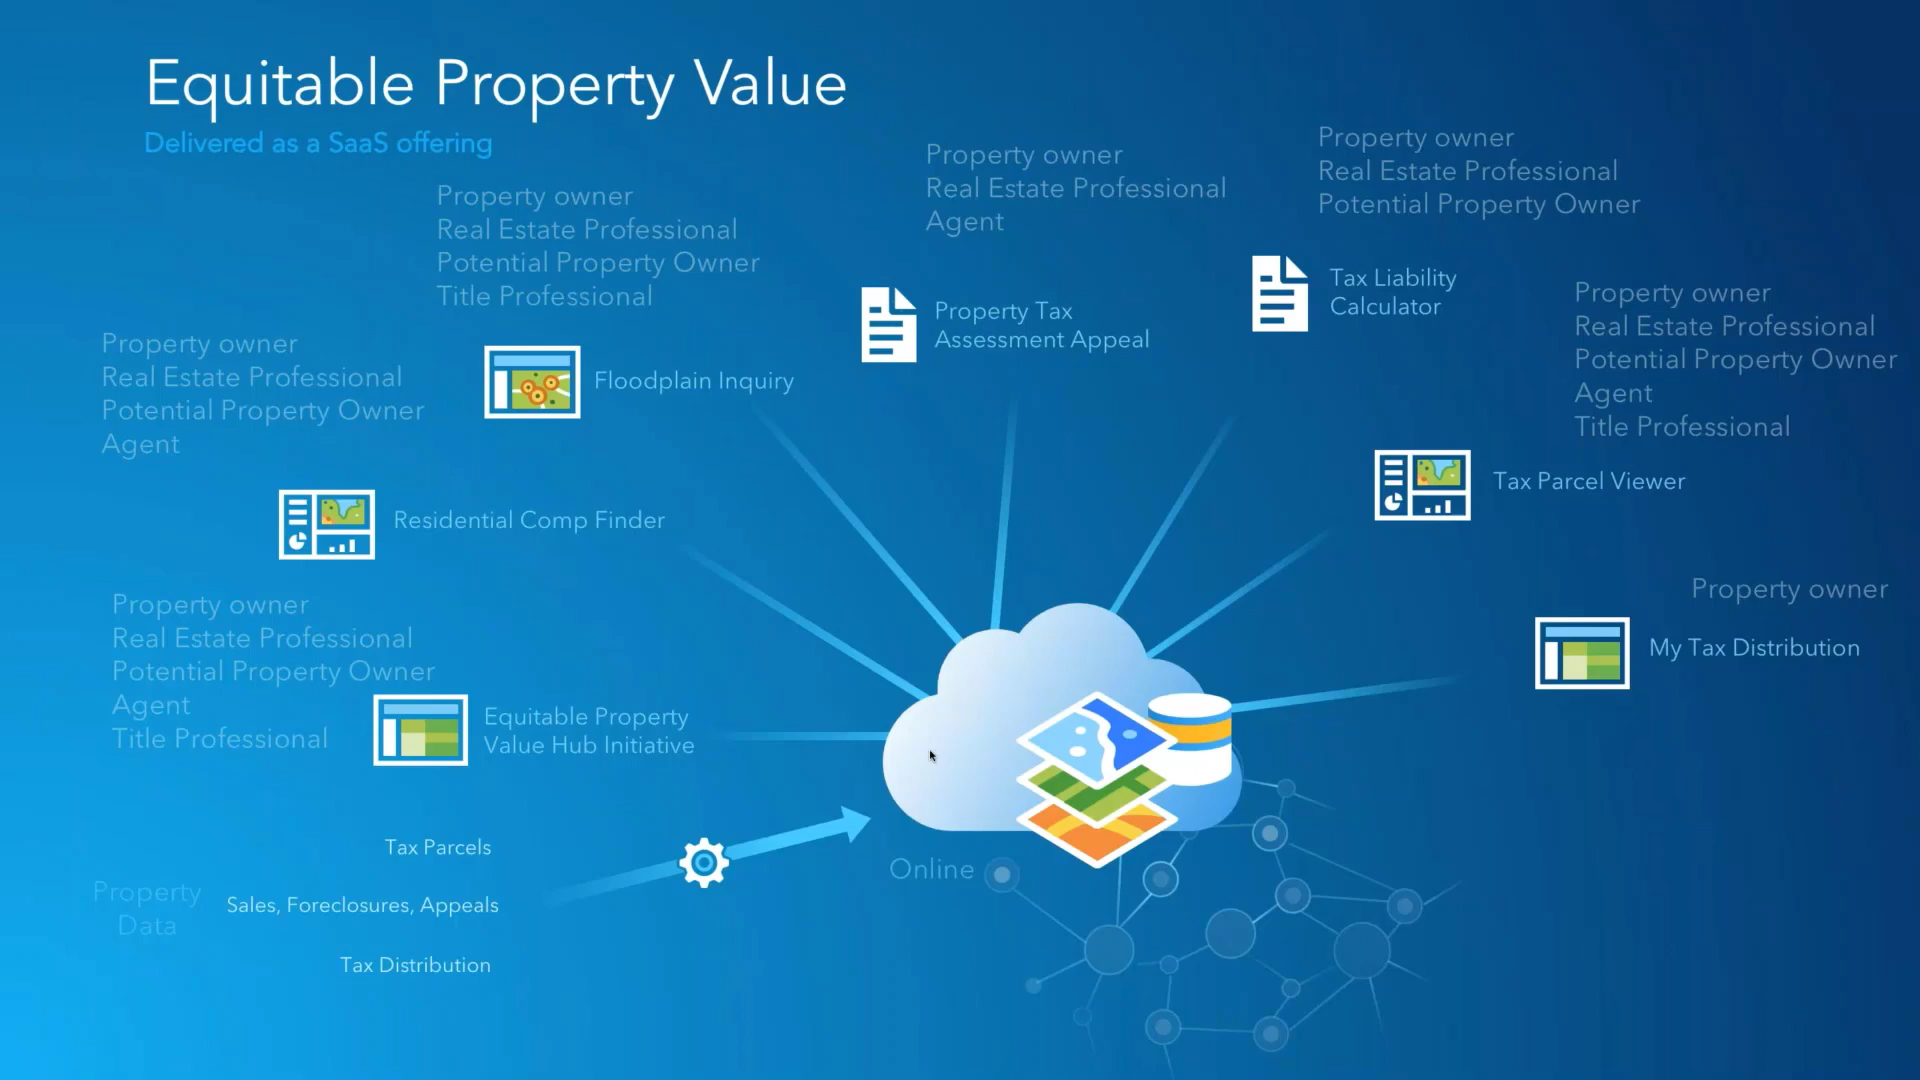 Equitable Property Value
Delivered as a SaaS offering
Property owner
Real Estate Professional
Potential Property Owner
Title Professional
Floodplain Inquiry
Property owner
Real Estate Professional
Agent
Property Tax
Assessment Appeal
Property owner
Real Estate Professional
Potential Property Owner
Tax Liability
Calculator
Property owner
Real Estate Professional
Potential Property Owner
Agent
Title Professional
Tax Parcel Viewer
Property owner
Real Estate Professional
Potential Property Owner
Agent
Residential Comp Finder
Property owner
My Tax Distribution
Property owner
Real Estate Professional
Potential Property Owner
Agent
Title Professional
Equitable Property
Value Hub Initiative
Property
Data
Tax Parcels
Sales, Foreclosures, Appeals
Tax Distribution
Online